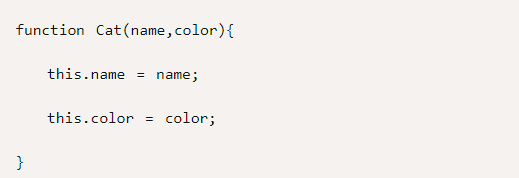 function Cat(name,color){
this.name = name;
this.color = color;
}